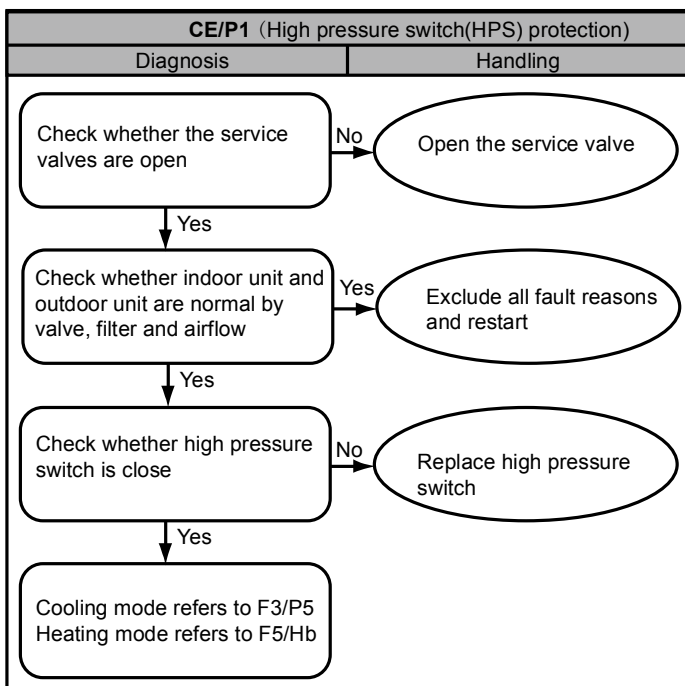 CE/P1（High pressure switch(HPS) protection)
Diagnosis
Handling
Check whether the service
valves are open
No
Open the service valve
Yes
Check whether indoor unit and
outdoor unit are normal by
valve, filter and airflow
Yes
Exclude all fault reasons
and restart
Yes
Check whether high pressure
switch is close
No
Replace high pressure
switch
Yes
Cooling mode refers to F3/P5
Heating mode refers to F5/Hb